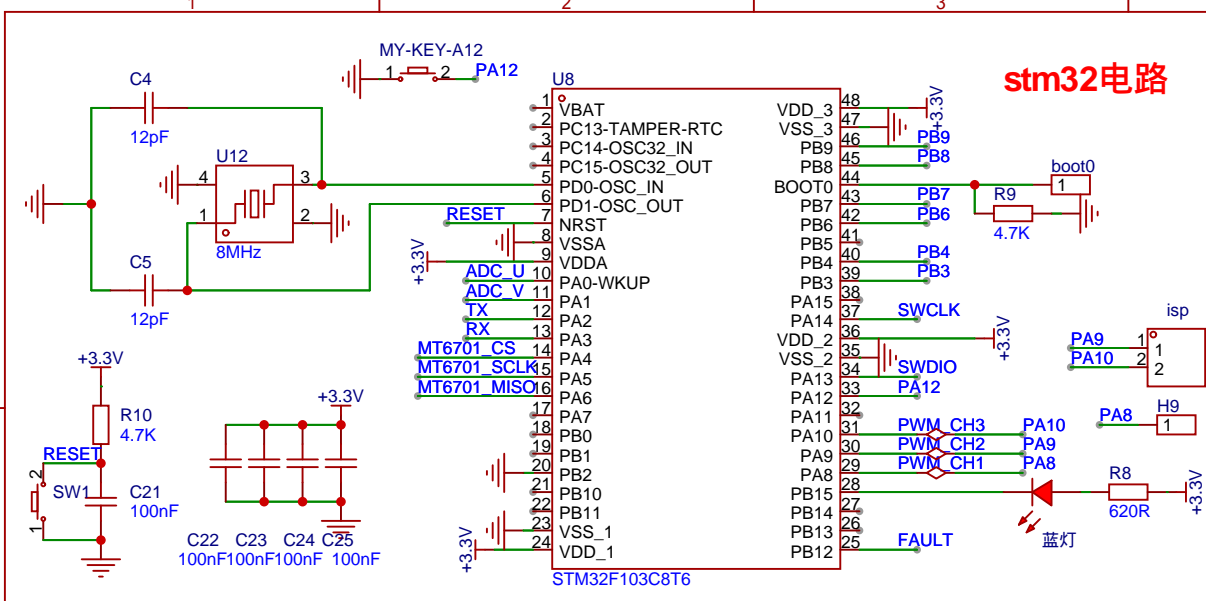 1
2
3
stm32电路
MY-KEY-A12
1
2
PA12
C4
12pF
U12
4
3
1
2
8MHz
C5
12pF
U8
1
VBAT
2
PC13-TAMPER-RTC
3
PC14-OSC32_IN
4
PC15-OSC32_OUT
5
PD0-OSC_IN
6
PD1-OSC_OUT
RESET
7
NRST
8
VSSA
+3.3V
9
VDDA
ADC_U
10
PA0-WKUP
ADC_V
11
PA1
TX
12
PA2
RX
13
PA3
MT6701_CS
14
PA4
MT6701_SCLK
15
PA5
MT6701_MISO
16
PA6
17
PA7
18
PB0
19
PB1
20
PB2
21
PB10
22
PB11
23
VSS_1
+3.3V
24
VDD_1
STM32F103C8T6
VDD_3
48
+3.3V
VSS_3
47
PB9
46
PB9
PB8
45
PB8
BOOT0
44
PB7
43
PB7
PB6
42
PB6
PB5
41
PB4
40
PB4
PB3
39
PB3
PA15
38
PA14
37
SWCLK
VDD_2
36
+3.3V
VSS_2
35
PA13
34
SWDIO
PA12
33
PA12
PA11
32
PA10
31
PWM_CH3
PA10
PA9
30
PWM_CH2
PA9
PA8
29
PWM_CH1
PA8
PB15
28
PB14
27
PB13
26
PB12
25
FAULT
boot0
1
R9
4.7K
isp
PA9
1
1
PA10
2
2
H9
PA8
1
R8
620R
+3.3V
蓝灯
+3.3V
R10
4.7K
RESET
2
SW1
1
C21
100nF
+3.3V
C22 C23 C24 C25
100nF 100nF 100nF 100nF